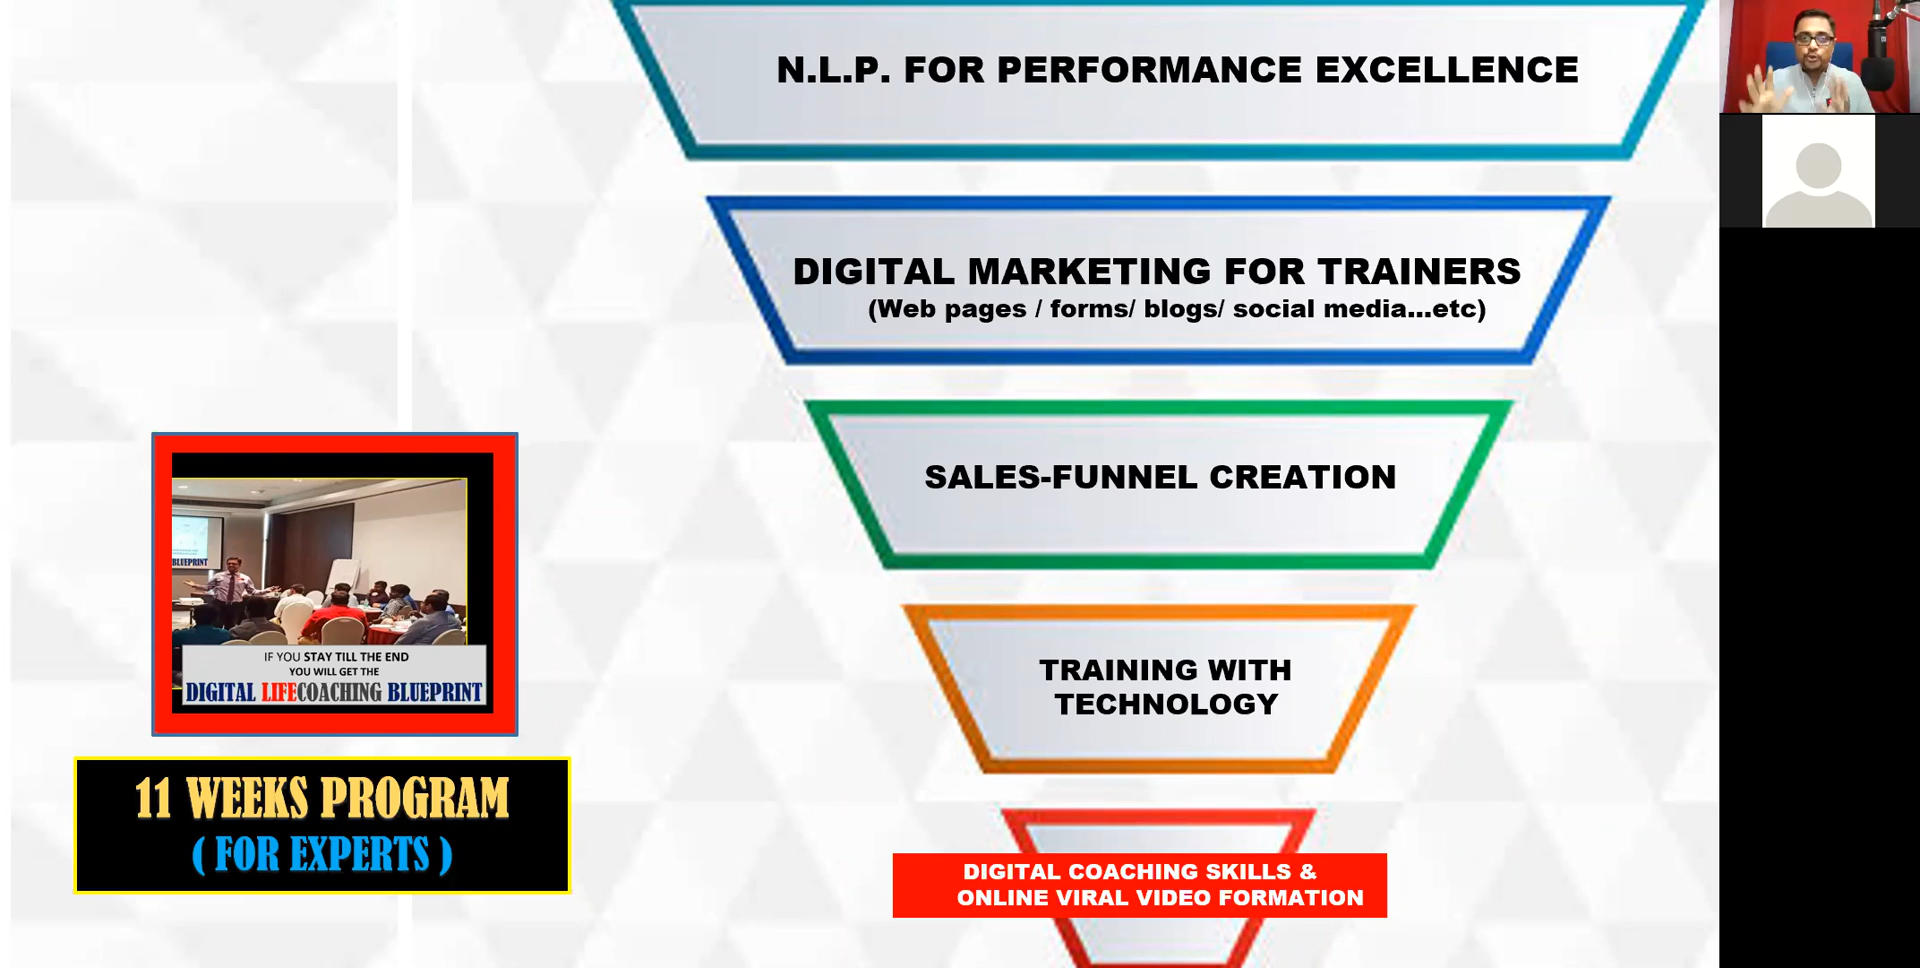 N.L.P. FOR PERFORMANCE EXCELLENCE
DIGITAL MARKETING FOR TRAINERS
(Web pages / forms/ blogs/ social media...etc)
SALES-FUNNEL CREATION
TRAINING WITH
TECHNOLOGY
DIGITAL COACHING SKILLS &
ONLINE VIRAL VIDEO FORMATION
BLUEPRINT
IF YOU STAY TILL THE END
YOU WILL GET THE
DIGITAL LIFECOACHING BLUEPRINT
11 WEEKS PROGRAM
( FOR EXPERTS )